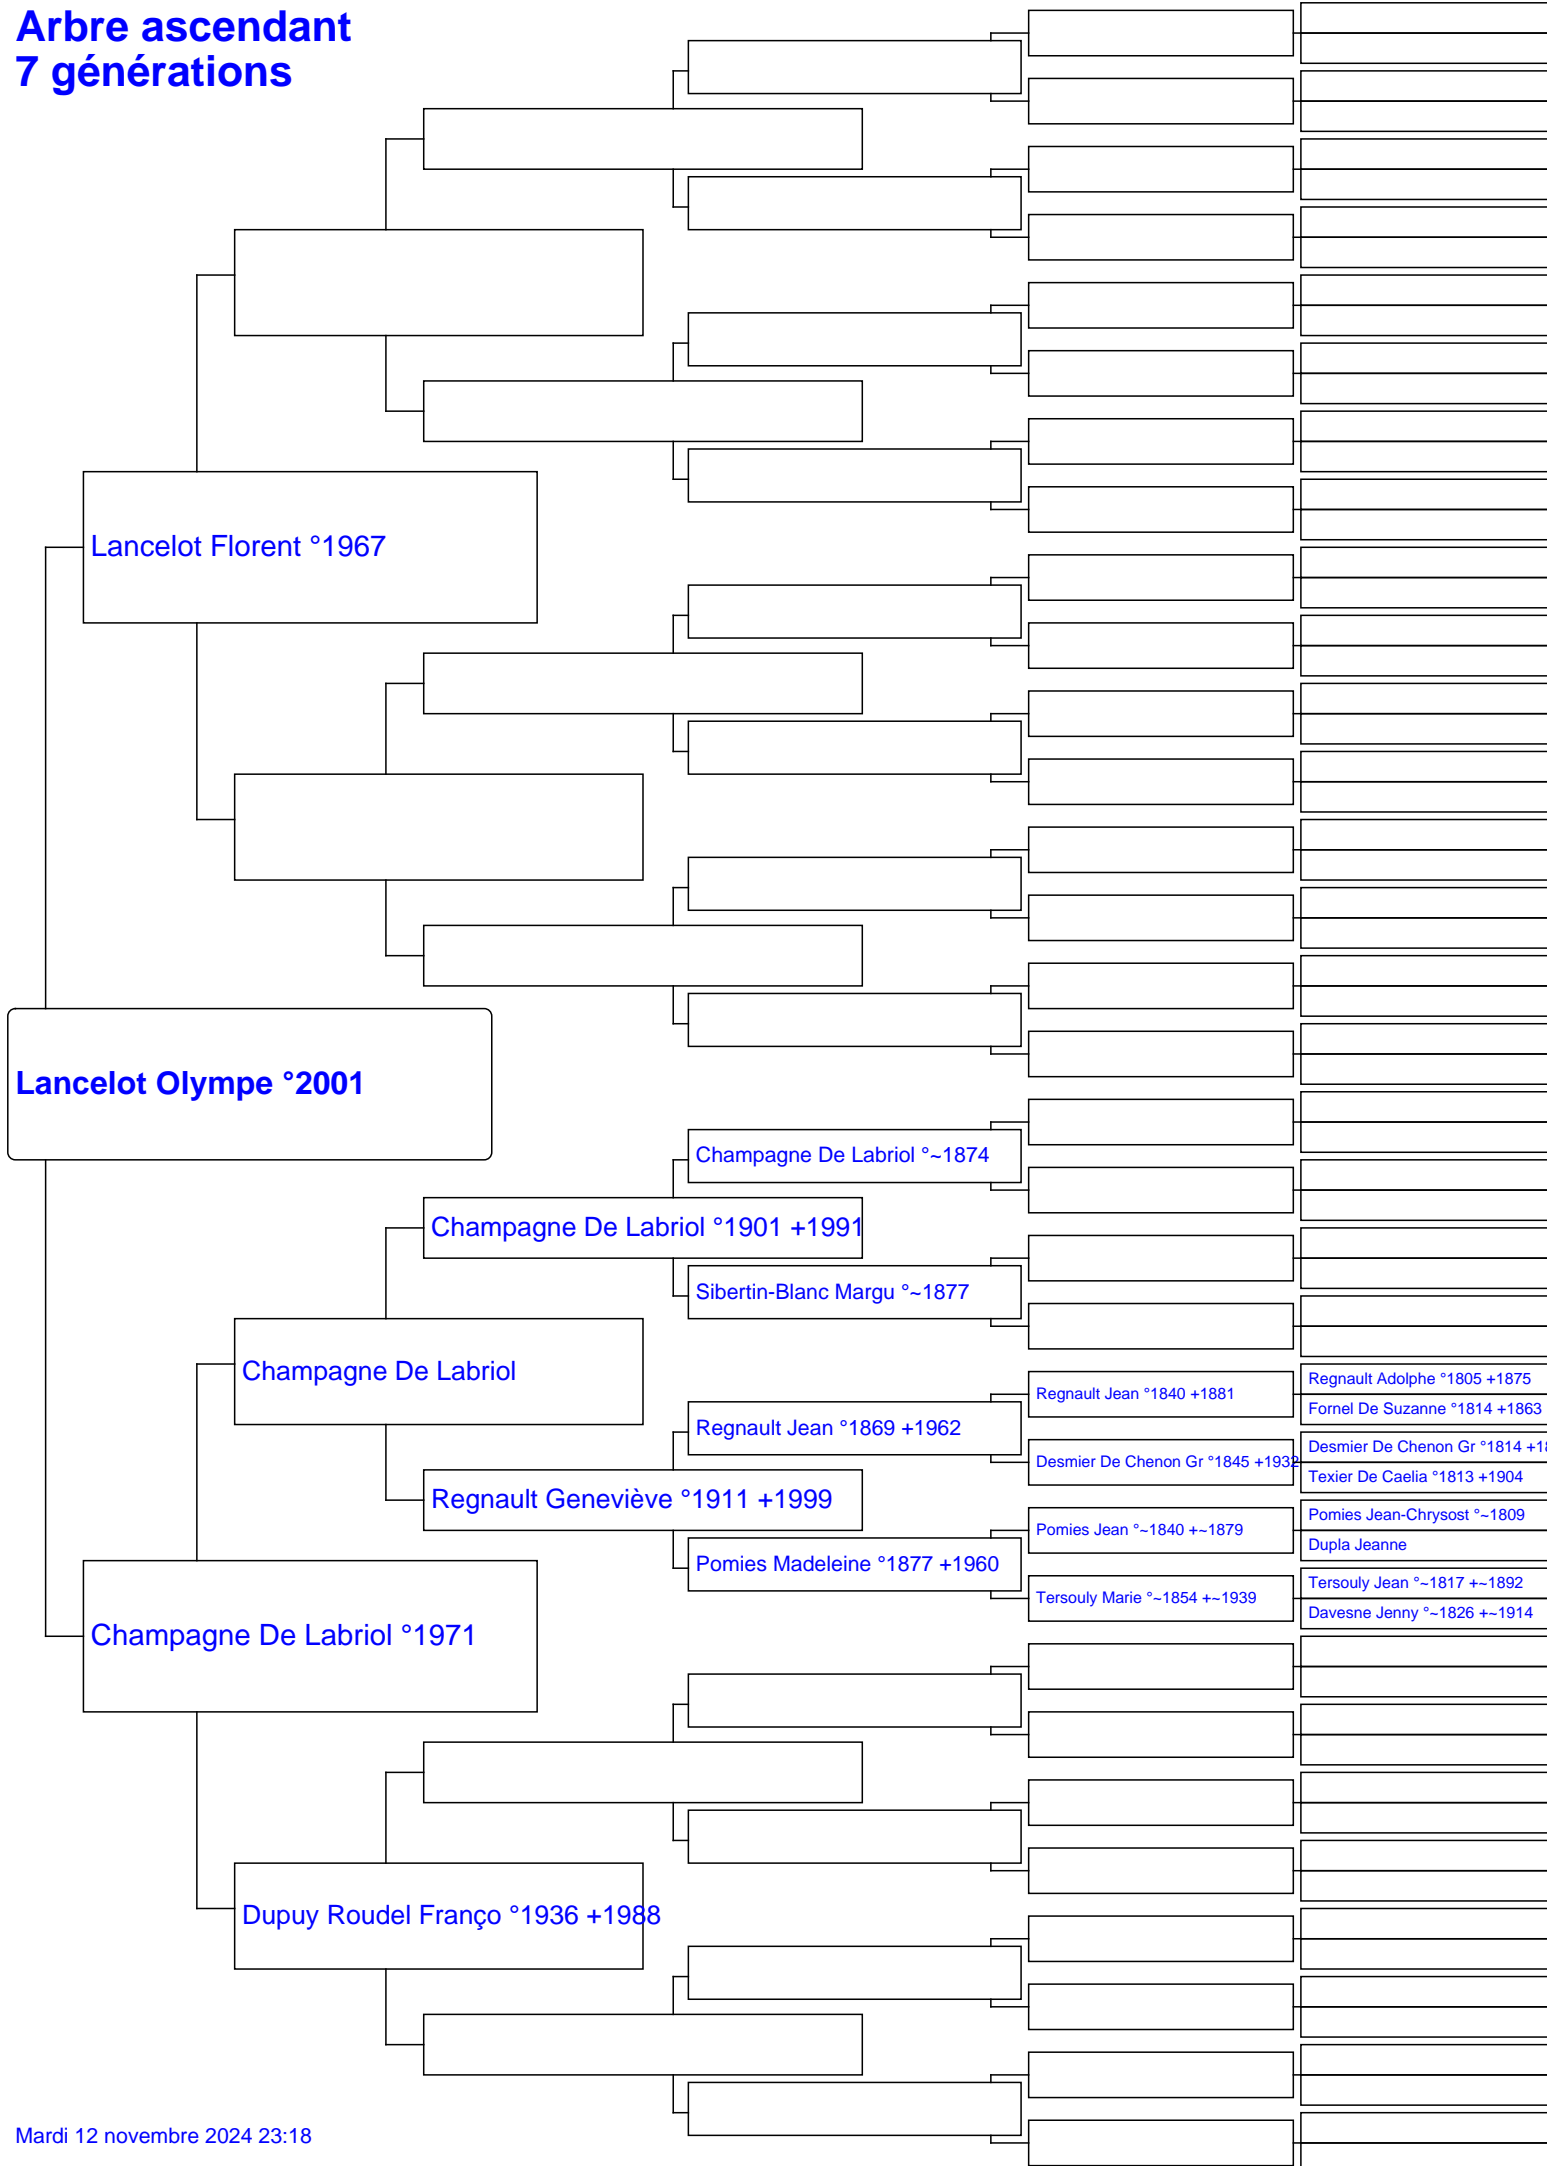 Arbre ascendant
7 générations
Lancelot Florent °1967
Lancelot Olympe °2001
Champagne De Labriol °~1874
Champagne De Labriol °1901 +1991
Sibertin-Blanc Margu °~1877
Champagne De Labriol
Regnault Jean °1840 +1881
Regnault Adolphe °1805 +1875
Fornel De Suzanne °1814 +1863
Regnault Jean °1869 +1962
Desmier De Chenon Gr °1845 +1932
Desmier De Chenon Gr °1814 +18
Texier De Caelia °1813 +1904
Regnault Geneviève °1911 +1999
Pomies Jean °~1840 +~1879
Pomies Jean-Chrysost °~1809
Dupla Jeanne
Pomies Madeleine °1877 +1960
Tersouly Marie °~1854 +~1939
Tersouly Jean °~1817 +~1892
Davesne Jenny °~1826 +~1914
Champagne De Labriol °1971
Dupuy Roudel Franço °1936 +1988
Mardi 12 novembre 2024 23:18